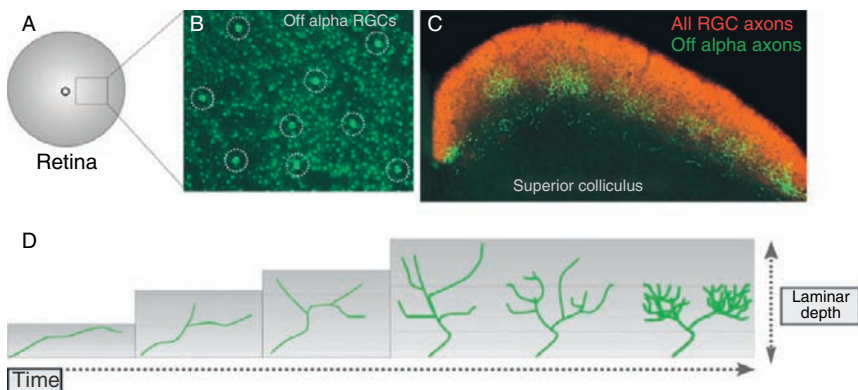 A
Retina
B
Off alpha RGCs
C
All RGC axons
Off alpha axons
Superior colliculus
D
Laminar
depth
Time